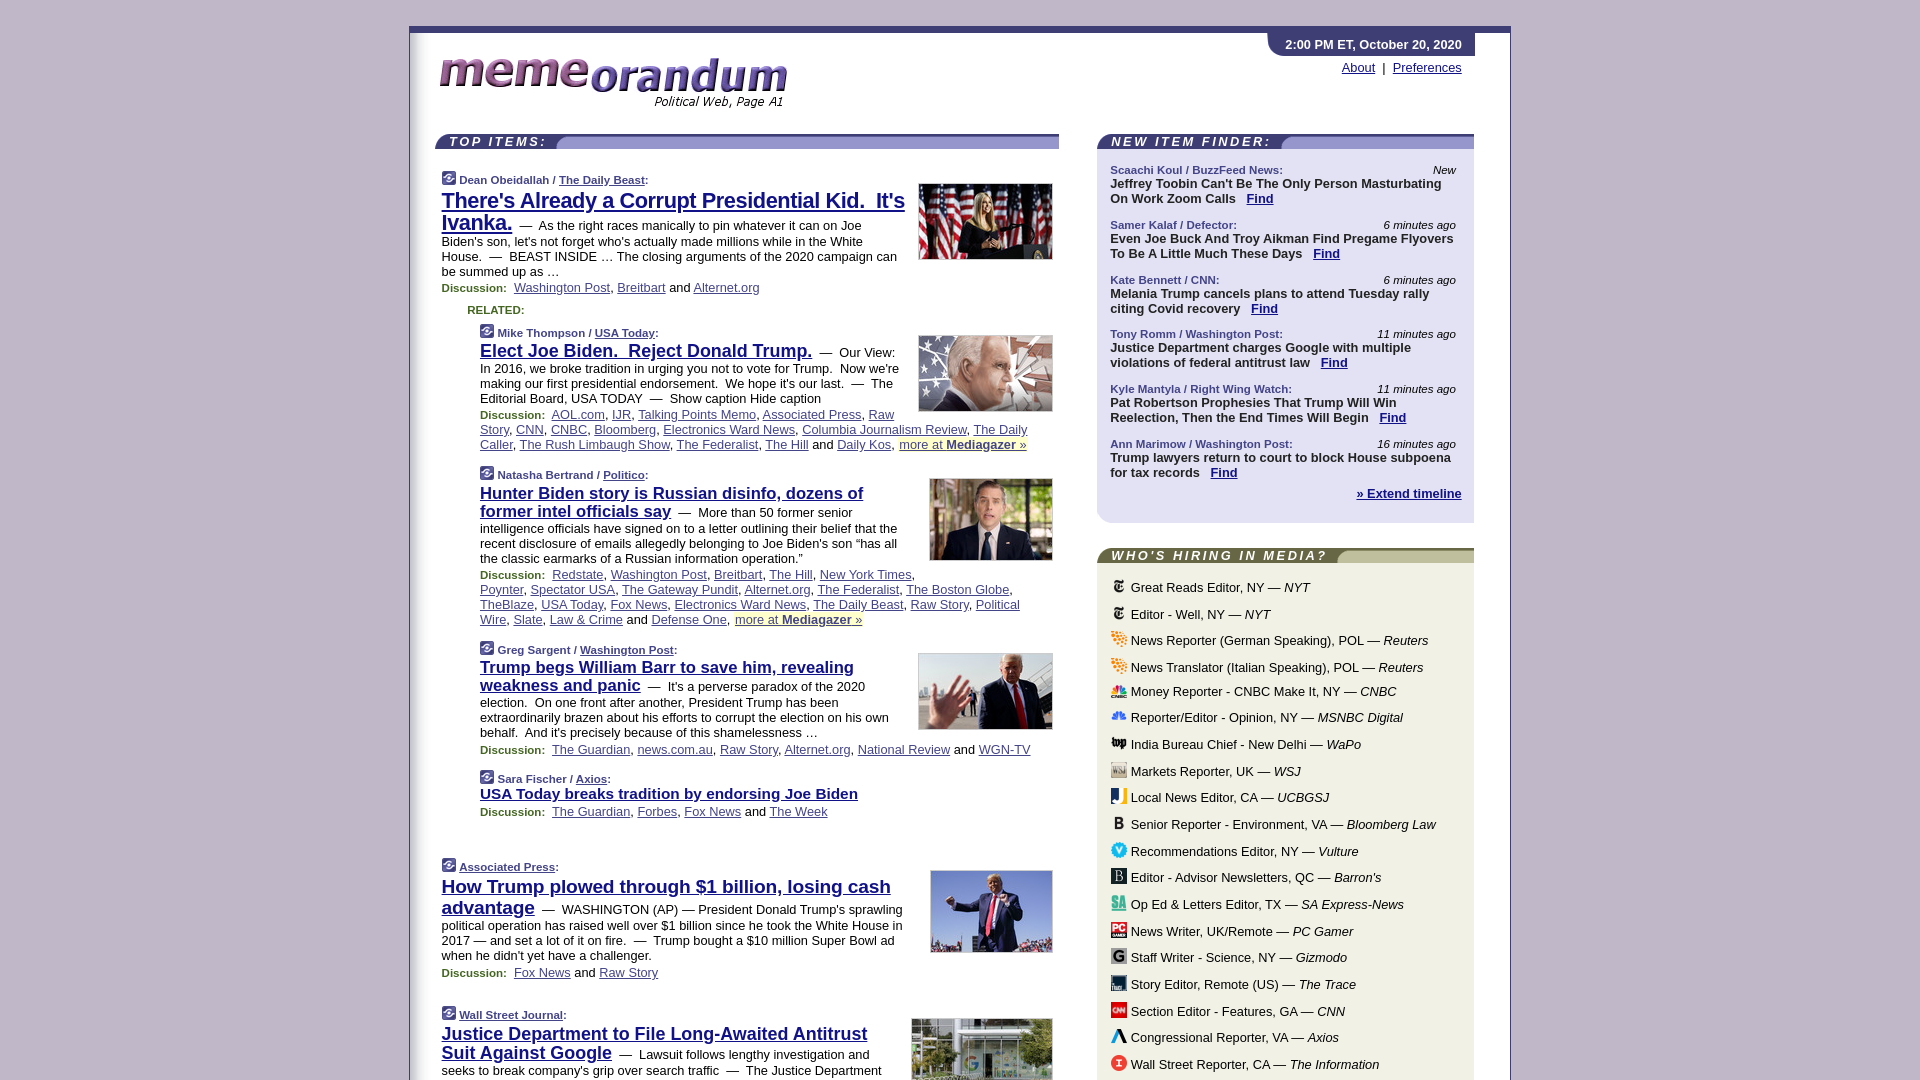 2:00 PM ET, October 20, 2020
memeorandum
Political Web, Page A1
About | Preferences
TOP ITEMS:
Dean Obeidallah / The Daily Beast:
There's Already a Corrupt Presidential Kid.  It's
Ivanka.  —  As the right races manically to pin whatever it can on Joe
Biden's son, let's not forget who's actually made millions while in the White
House.  —  BEAST INSIDE … The closing arguments of the 2020 campaign can
be summed up as …
Discussion:  Washington Post, Breitbart and Alternet.org
RELATED:
Mike Thompson / USA Today:
Elect Joe Biden.  Reject Donald Trump.  —  Our View:
In 2016, we broke tradition in urging you not to vote for Trump.  Now we're
making our first presidential endorsement.  We hope it's our last.  —  The
Editorial Board, USA TODAY  —  Show caption Hide caption
Discussion:  AOL.com, IJR, Talking Points Memo, Associated Press, Raw
Story, CNN, CNBC, Bloomberg, Electronics Ward News, Columbia Journalism Review, The Daily
Caller, The Rush Limbaugh Show, The Federalist, The Hill and Daily Kos, more at Mediagazer »
Natasha Bertrand / Politico:
Hunter Biden story is Russian disinfo, dozens of
former intel officials say  —  More than 50 former senior
intelligence officials have signed on to a letter outlining their belief that the
recent disclosure of emails allegedly belonging to Joe Biden's son “has all
the classic earmarks of a Russian information operation.”
Discussion:  Redstate, Washington Post, Breitbart, The Hill, New York Times,
Poynter, Spectator USA, The Gateway Pundit, Alternet.org, The Federalist, The Boston Globe,
TheBlaze, USA Today, Fox News, Electronics Ward News, The Daily Beast, Raw Story, Political
Wire, Slate, Law & Crime and Defense One, more at Mediagazer »
Greg Sargent / Washington Post:
Trump begs William Barr to save him, revealing
weakness and panic  —  It's a perverse paradox of the 2020
election.  On one front after another, President Trump has been
extraordinarily brazen about his efforts to corrupt the election on his own
behalf.  And it's precisely because of this shamelessness …
Discussion:  The Guardian, news.com.au, Raw Story, Alternet.org, National Review and WGN-TV
Sara Fischer / Axios:
USA Today breaks tradition by endorsing Joe Biden
Discussion:  The Guardian, Forbes, Fox News and The Week
Associated Press:
How Trump plowed through $1 billion, losing cash
advantage  —  WASHINGTON (AP) — President Donald Trump's sprawling
political operation has raised well over $1 billion since he took the White House in
2017 — and set a lot of it on fire.  —  Trump bought a $10 million Super Bowl ad
when he didn't yet have a challenger.
Discussion:  Fox News and Raw Story
Wall Street Journal:
Justice Department to File Long-Awaited Antitrust
Suit Against Google  —  Lawsuit follows lengthy investigation and
seeks to break company's grip over search traffic  —  The Justice Department
NEW ITEM FINDER:
Scaachi Koul / BuzzFeed News: New
Jeffrey Toobin Can't Be The Only Person Masturbating
On Work Zoom Calls  Find
Samer Kalaf / Defector: 6 minutes ago
Even Joe Buck And Troy Aikman Find Pregame Flyovers
To Be A Little Much These Days  Find
Kate Bennett / CNN: 6 minutes ago
Melania Trump cancels plans to attend Tuesday rally
citing Covid recovery  Find
Tony Romm / Washington Post: 11 minutes ago
Justice Department charges Google with multiple
violations of federal antitrust law  Find
Kyle Mantyla / Right Wing Watch: 11 minutes ago
Pat Robertson Prophesies That Trump Will Win
Reelection, Then the End Times Will Begin  Find
Ann Marimow / Washington Post: 16 minutes ago
Trump lawyers return to court to block House subpoena
for tax records  Find
» Extend timeline
WHO'S HIRING IN MEDIA?
Great Reads Editor, NY — NYT
Editor - Well, NY — NYT
News Reporter (German Speaking), POL — Reuters
News Translator (Italian Speaking), POL — Reuters
Money Reporter - CNBC Make It, NY — CNBC
Reporter/Editor - Opinion, NY — MSNBC Digital
India Bureau Chief - New Delhi — WaPo
Markets Reporter, UK — WSJ
Local News Editor, CA — UCBGSJ
Senior Reporter - Environment, VA — Bloomberg Law
Recommendations Editor, NY — Vulture
Editor - Advisor Newsletters, QC — Barron's
Op Ed & Letters Editor, TX — SA Express-News
News Writer, UK/Remote — PC Gamer
Staff Writer - Science, NY — Gizmodo
Story Editor, Remote (US) — The Trace
Section Editor - Features, GA — CNN
Congressional Reporter, VA — Axios
Wall Street Reporter, CA — The Information